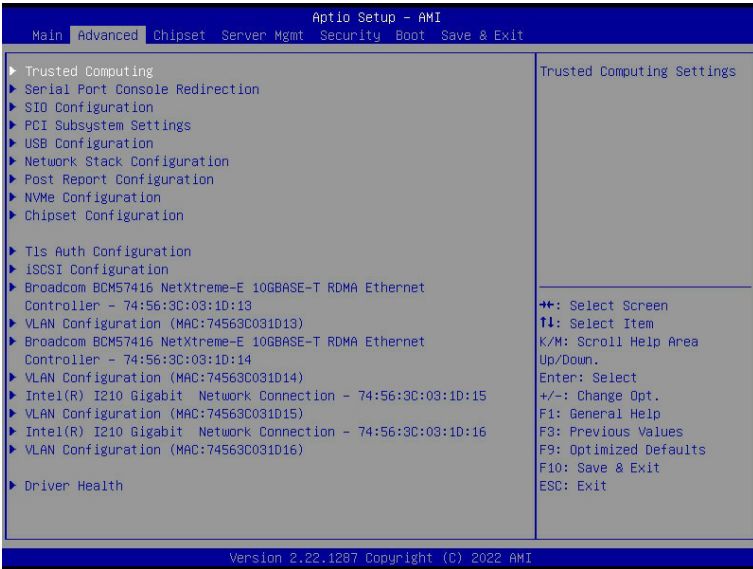 Aptio Setup – AMI
Main Advanced Chipset Server Mgmt Security Boot Save & Exit
▶ Trusted Computing
▶ Serial Port Console Redirection
▶ SIO Configuration
▶ PCI Subsystem Settings
▶ USB Configuration
▶ Network Stack Configuration
▶ Post Report Configuration
▶ NVMe Configuration
▶ Chipset Configuration
▶ Tls Auth Configuration
▶ iSCSI Configuration
▶ Broadcom BCM57416 NetXtreme-E 10GBASE-T RDMA Ethernet
Controller – 74:56:3C:03:1D:13
▶ VLAN Configuration (MAC:74563C031D13)
▶ Broadcom BCM57416 NetXtreme-E 10GBASE-T RDMA Ethernet
Controller – 74:56:3C:03:1D:14
▶ VLAN Configuration (MAC:74563C031D14)
▶ Intel(R) I210 Gigabit  Network Connection – 74:56:3C:03:1D:15
▶ VLAN Configuration (MAC:74563C031D15)
▶ Intel(R) I210 Gigabit  Network Connection – 74:56:3C:03:1D:16
▶ VLAN Configuration (MAC:74563C031D16)
▶ Driver Health
Trusted Computing Settings
→←: Select Screen
↑↓: Select Item
K/M: Scroll Help Area
Up/Down.
Enter: Select
+/-: Change Opt.
F1: General Help
F3: Previous Values
F9: Optimized Defaults
F10: Save & Exit
ESC: Exit
Version 2.22.1287 Copyright (C) 2022 AMI